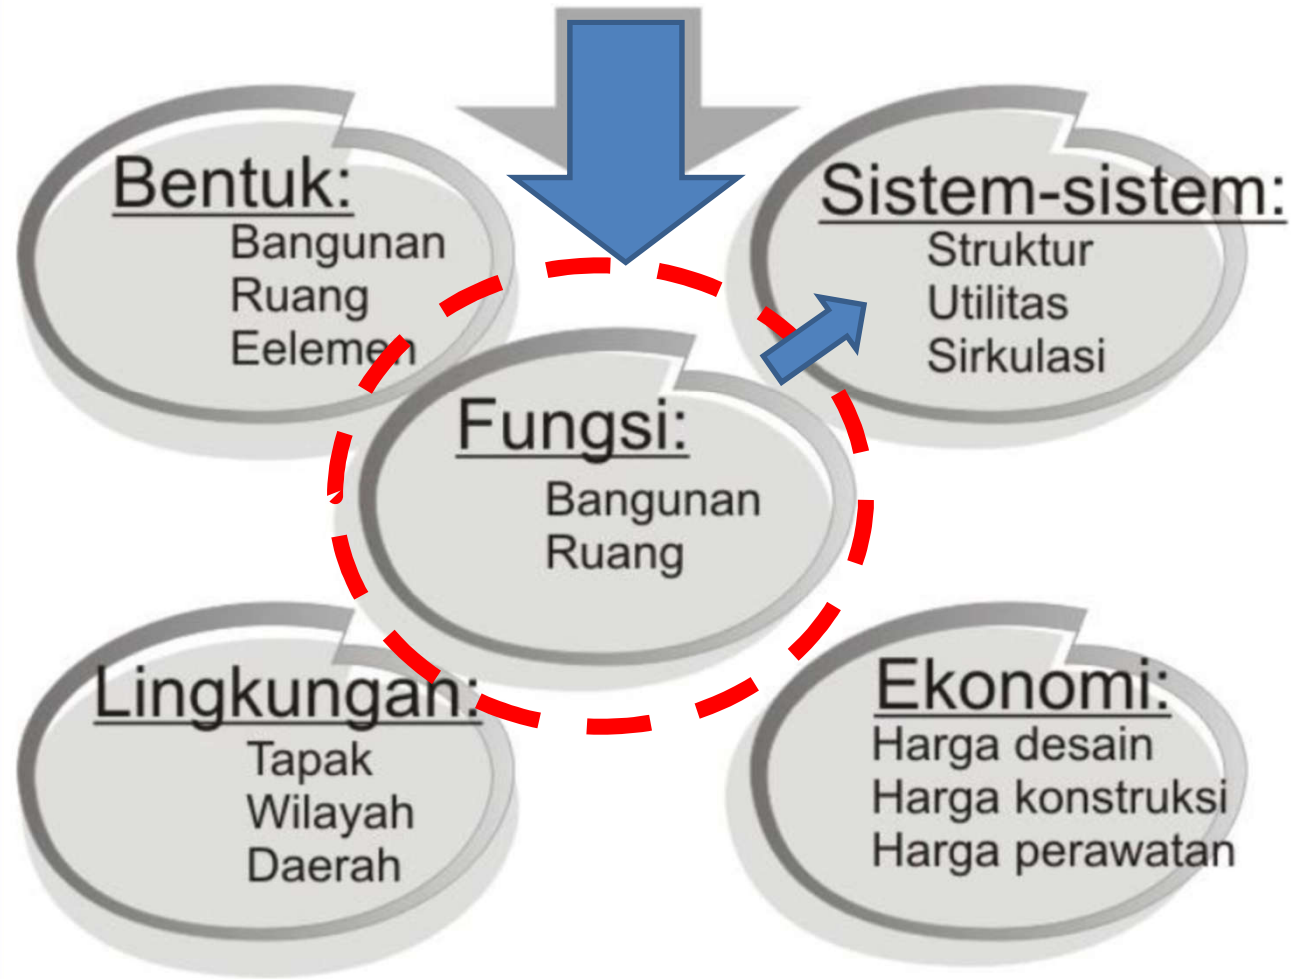 Bentuk:
Bangunan
Ruang
Eelemen
Sistem-sistem:
Struktur
Utilitas
Sirkulasi
Fungsi:
Bangunan
Ruang
Lingkungan:
Tapak
Wilayah
Daerah
Ekonomi:
Harga desain
Harga konstruksi
Harga perawatan